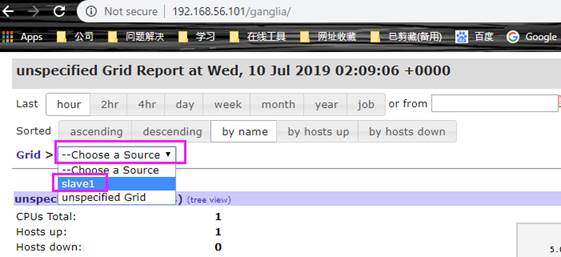 Not secure | 192.168.56.101/ganglia/
Apps 公司 问题解决 学习 在线工具 网址收藏 已剪藏(备用) 百度 Google
unspecified Grid Report at Wed, 10 Jul 2019 02:09:06 +0000
Last hour 2hr 4hr day week month year job or from
Sorted ascending descending by name by hosts up by hosts down
Grid > --Choose a Source
--Choose a Source
slave1
unspecified Grid
unspec ) (tree view)
CPUs Total: 1
Hosts up: 1
Hosts down: 0
5.0